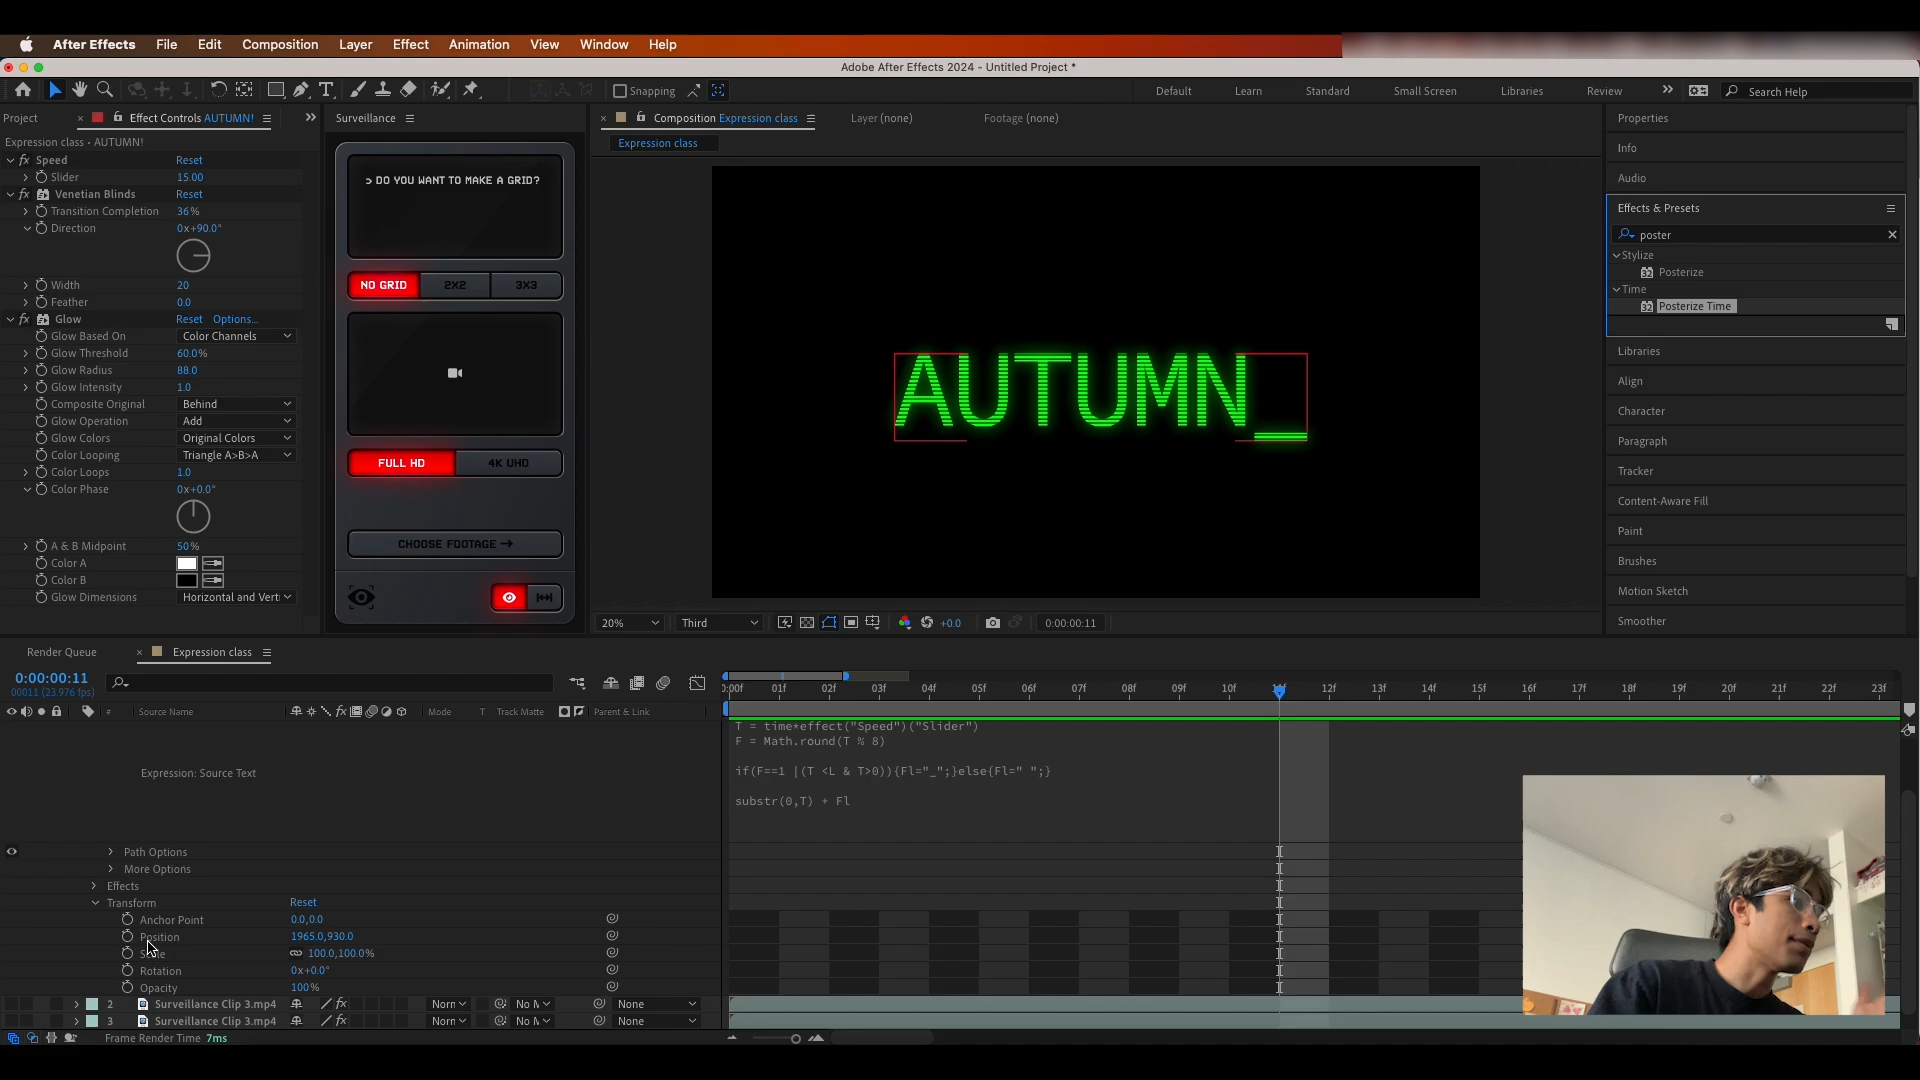 After Effects File Edit Composition Layer Effect Animation View Window Help
Adobe After Effects 2024 - Untitled Project *
Snapping
Default Learn Standard Small Screen Libraries Review
Search Help
Project
Effect Controls AUTUMN!
Expression class • AUTUMN!
Speed Reset
Slider 15.00
Venetian Blinds Reset
Transition Completion 36%
Direction 0x+90.0°
Width 20
Feather 0.0
Glow Reset Options...
Glow Based On Color Channels
Glow Threshold 60.0%
Glow Radius 88.0
Glow Intensity 1.0
Composite Original Behind
Glow Operation Add
Glow Colors Original Colors
Color Looping Triangle A>B>A
Color Loops 1.0
Color Phase 0x+0.0°
A & B Midpoint 50%
Color A
Color B
Glow Dimensions Horizontal and Verti
Surveillance
> DO YOU WANT TO MAKE A GRID?
NO GRID 2X2 3X3
FULL HD 4K UHD
CHOOSE FOOTAGE →
Composition Expression class
Layer (none)
Footage (none)
Expression class
AUTUMN_
20% Third +0.0 0:00:00:11
Properties
Info
Audio
Effects & Presets
poster
Stylize
32 Posterize
Time
32 Posterize Time
Libraries
Align
Character
Paragraph
Tracker
Content-Aware Fill
Paint
Brushes
Motion Sketch
Smoother
Render Queue
Expression class
0:00:00:11
00011 (23.976 fps)
# Source Name fx Mode T Track Matte Parent & Link
0:00f 01f 02f 03f 04f 05f 06f 07f 08f 09f 10f 12f 13f 14f 15f 16f 17f 18f 19f 20f 21f 22f 23f
Expression: Source Text
T = time*effect("Speed")("Slider")
F = Math.round(T % 8)
if(F==1 |(T <L & T>0)){Fl="_";}else{Fl=" ";}
substr(0,T) + Fl
Path Options
More Options
Effects
Transform Reset
Anchor Point 0.0,0.0
Position 1965.0,930.0
100.0,100.0%
Rotation 0x+0.0°
Opacity 100%
2 Surveillance Clip 3.mp4 fx Norn No M None
3 Surveillance Clip 3.mp4 fx Norn No M None
Frame Render Time 7ms